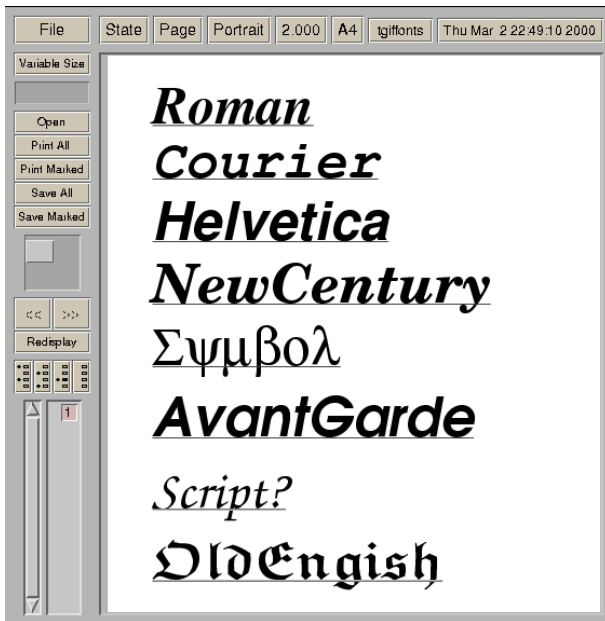 File State Page Portrait 2.000 A4 tgiffonts Thu Mar 2 22:49:10 2000
Variable Size
Open
Print All
Print Marked
Save All
Save Marked
<< >>
Redisplay
1
Roman
Courier
Helvetica
NewCentury
Σψμβολ
AvantGarde
Script?
OldEngish